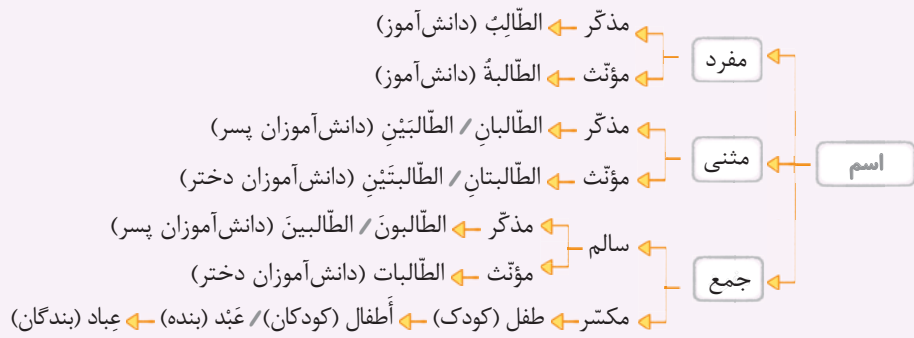 مذکّر ← الطّالِبُ (دانش‌آموز)
مفرد
مؤنّث ← الطّالبةُ (دانش‌آموز)
مذکّر ← الطّالبانِ / الطّالبَیْنِ (دانش‌آموزان پسر)
اسم
مثنی
مؤنّث ← الطّالبتانِ / الطّالبتَیْنِ (دانش‌آموزان دختر)
مذکّر ← الطّالبونَ / الطّالبینَ (دانش‌آموزان پسر)
سالم
مؤنّث ← الطّالبات (دانش‌آموزان دختر)
جمع
مکسّر ← طفل (کودک) ← أَطفال (کودکان) / عَبْد (بنده) ← عِباد (بندگان)